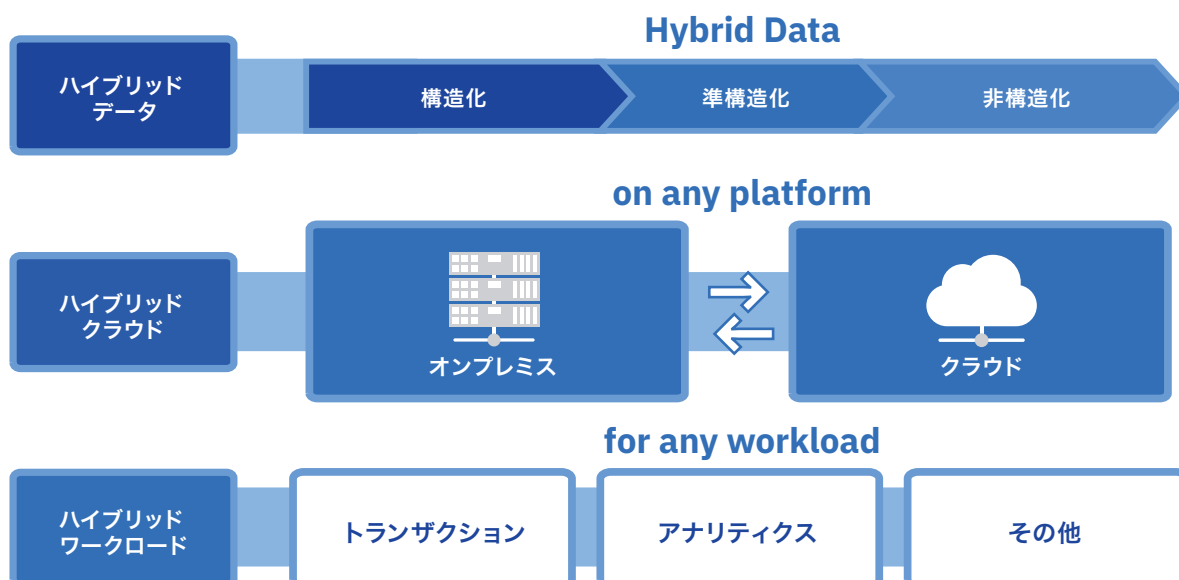 Hybrid Data
ハイブリッド
データ
構造化
準構造化
非構造化
on any platform
ハイブリッド
クラウド
オンプレミス
クラウド
for any workload
ハイブリッド
ワークロード
トランザクション
アナリティクス
その他